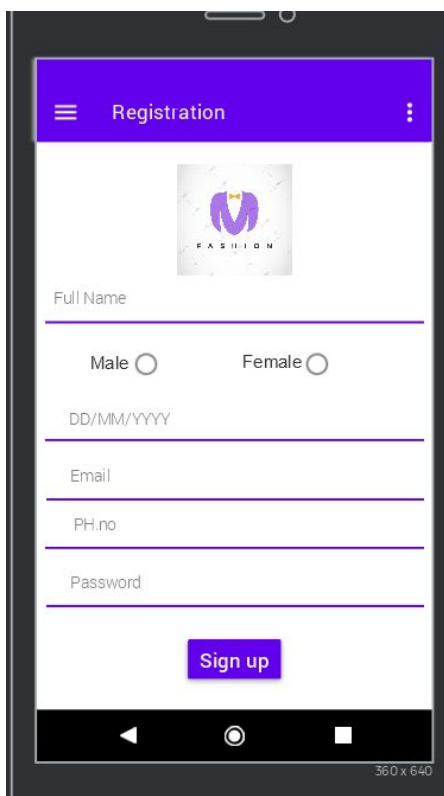 Registration
FASHION
Full Name
Male Female
DD/MM/YYYY
Email
PH.no
Password
Sign up
360 x 640